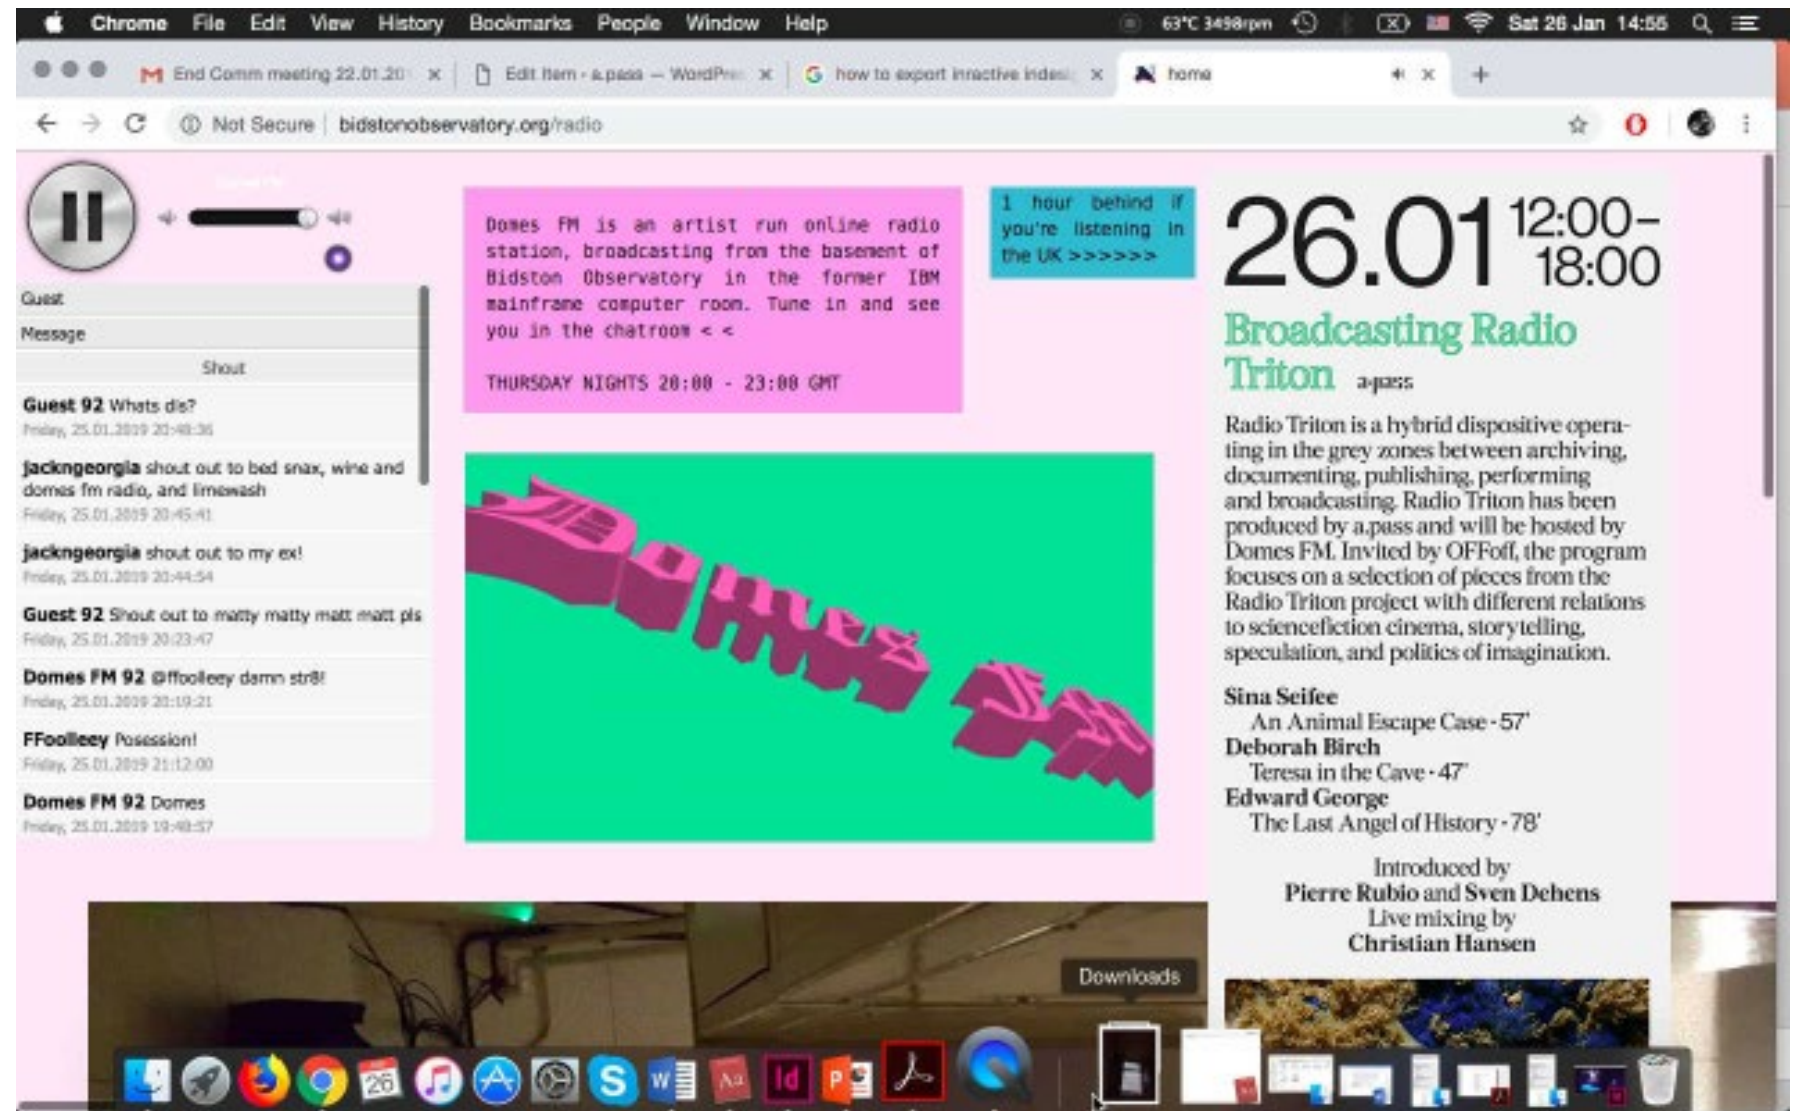 Chrome File Edit View History Bookmarks People Window Help
63°C 3498rpm
Sat 26 Jan 14:56
End Comm meeting 22.01.20
Edit Item ‹ a.pass — WordPre
how to export inractive indesi
home
Not Secure
bidstonobservatory.org/radio
Guest
Message
Shout
Guest 92 Whats dis?
Friday, 25.01.2019 20:48:36
jackngeorgia shout out to bed snax, wine and
domes fm radio, and limewash
Friday, 25.01.2019 20:45:41
jackngeorgia shout out to my ex!
Friday, 25.01.2019 20:44:54
Guest 92 Shout out to matty matty matt matt pls
Friday, 25.01.2019 20:23:47
Domes FM 92 @ffoolleey damn str8!
Friday, 25.01.2019 20:19:21
FFoolleey Posession!
Friday, 25.01.2019 21:12:00
Domes FM 92 Domes
Friday, 25.01.2019 19:48:57
Domes FM is an artist run online radio
station, broadcasting from the basement of
Bidston Observatory in the former IBM
mainframe computer room. Tune in and see
you in the chatroom < <
THURSDAY NIGHTS 20:00 - 23:00 GMT
1 hour behind if
you're listening in
the UK >>>>>>
Domes FM
26.01 12:00–
18:00
Broadcasting Radio
Triton a.pass
Radio Triton is a hybrid dispositive opera-
ting in the grey zones between archiving,
documenting, publishing, performing
and broadcasting. Radio Triton has been
produced by a.pass and will be hosted by
Domes FM. Invited by OFFoff, the program
focuses on a selection of pieces from the
Radio Triton project with different relations
to sciencefiction cinema, storytelling,
speculation, and politics of imagination.
Sina Seifee
An Animal Escape Case · 57'
Deborah Birch
Teresa in the Cave · 47'
Edward George
The Last Angel of History · 78'
Introduced by
Pierre Rubio and Sven Dehens
Live mixing by
Christian Hansen
Downloads
26
Aa
Id